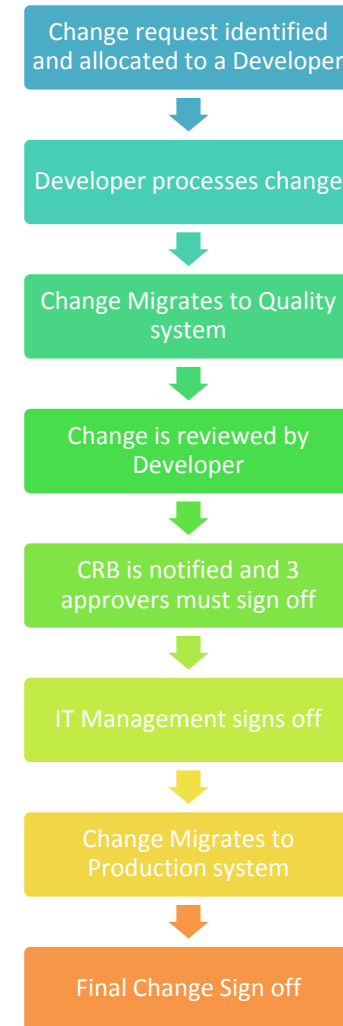 Change request identified
and allocated to a Developer
Developer processes change
Change Migrates to Quality
system
Change is reviewed by
Developer
CRB is notified and 3
approvers must sign off
IT Management signs off
Change Migrates to
Production system
Final Change Sign off